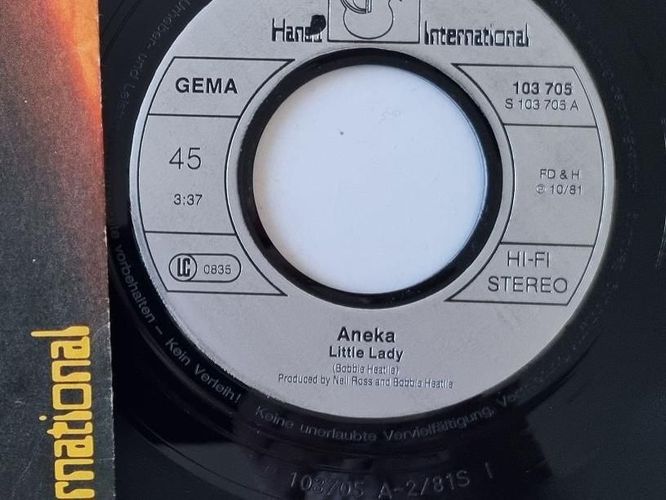 Hansa International
GEMA
103 705
S 103 705 A
45
3:37
FD & H
℗ 10/81
LC 0835
HI-FI
STEREO
Aneka
Little Lady
(Bobbie Heatlie)
Produced by Neil Ross and Bobbie Heatlie
vorbehalten – Kein Verleih! Keine unerlaubte Vervielfältigung,
103705 A-2/81S I
rnational